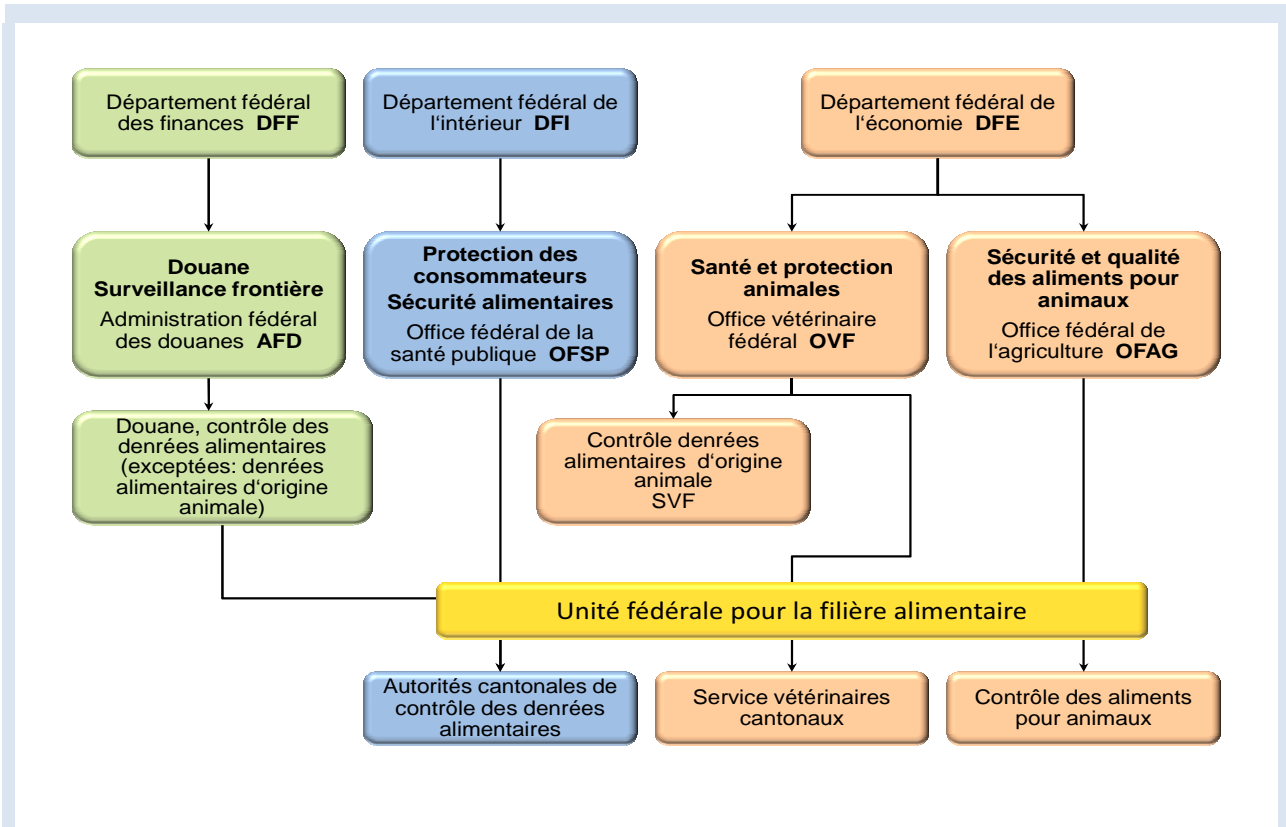 Département fédéral
des finances  DFF
Département fédéral de
l‘intérieur  DFI
Département fédéral de
l‘économie  DFE
Douane
Surveillance frontière
Administration fédéral
des douanes  AFD
Protection des
consommateurs
Sécurité alimentaires
Office fédéral de la
santé publique  OFSP
Santé et protection
animales
Office vétérinaire
fédéral  OVF
Sécurité et qualité
des aliments pour
animaux
Office fédéral de
l‘agriculture  OFAG
Douane, contrôle des
denrées alimentaires
(exceptées: denrées
alimentaires d‘origine
animale)
Contrôle denrées
alimentaires  d‘origine
animale
SVF
Unité fédérale pour la filière alimentaire
Autorités cantonales de
contrôle des denrées
alimentaires
Service vétérinaires
cantonaux
Contrôle des aliments
pour animaux